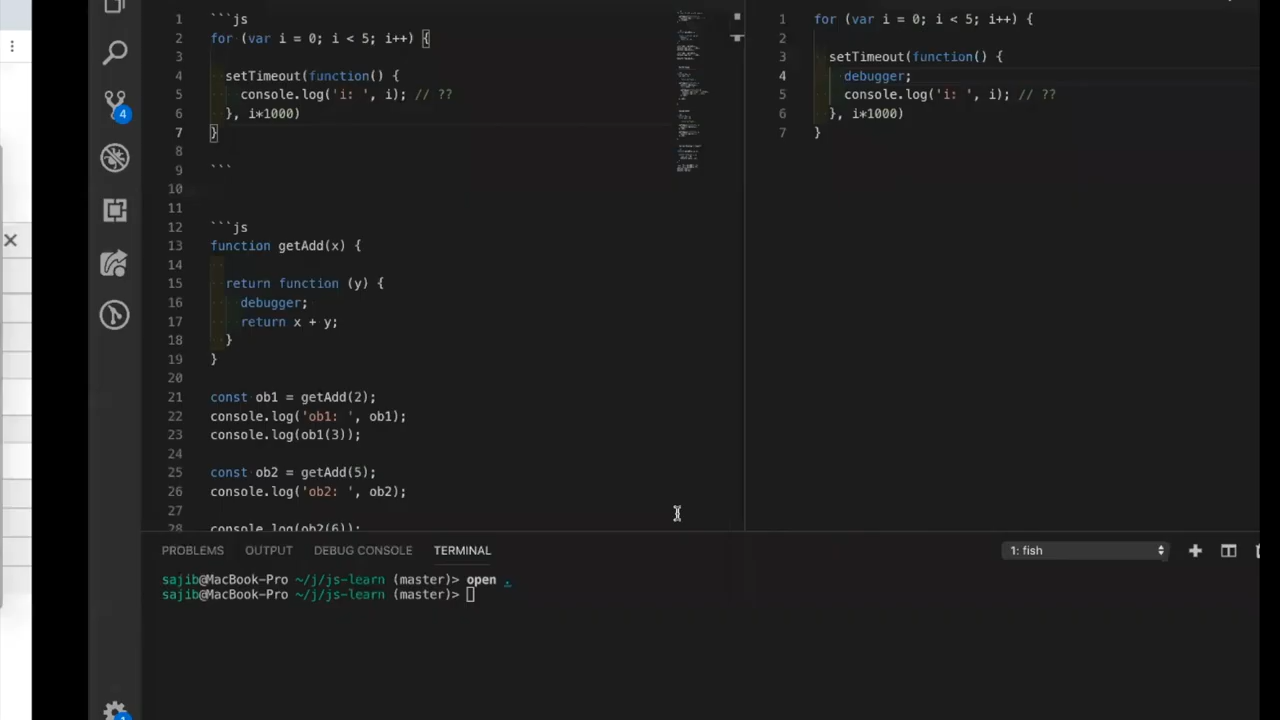 1 ```js
2 for (var i = 0; i < 5; i++) {
3
4 setTimeout(function() {
5 console.log('i: ', i); // ??
6 }, i*1000)
7 }
8
9 ```
10
11
12 ```js
13 function getAdd(x) {
14
15 return function (y) {
16 debugger;
17 return x + y;
18 }
19 }
20
21 const ob1 = getAdd(2);
22 console.log('ob1: ', ob1);
23 console.log(ob1(3));
24
25 const ob2 = getAdd(5);
26 console.log('ob2: ', ob2);
27
28 console.log(ob2(6));
1 for (var i = 0; i < 5; i++) {
2
3 setTimeout(function() {
4 debugger;
5 console.log('i: ', i); // ??
6 }, i*1000)
7 }
4
PROBLEMS OUTPUT DEBUG CONSOLE TERMINAL 1: fish
sajib@MacBook-Pro ~/j/js-learn (master)> open .
sajib@MacBook-Pro ~/j/js-learn (master)>
1